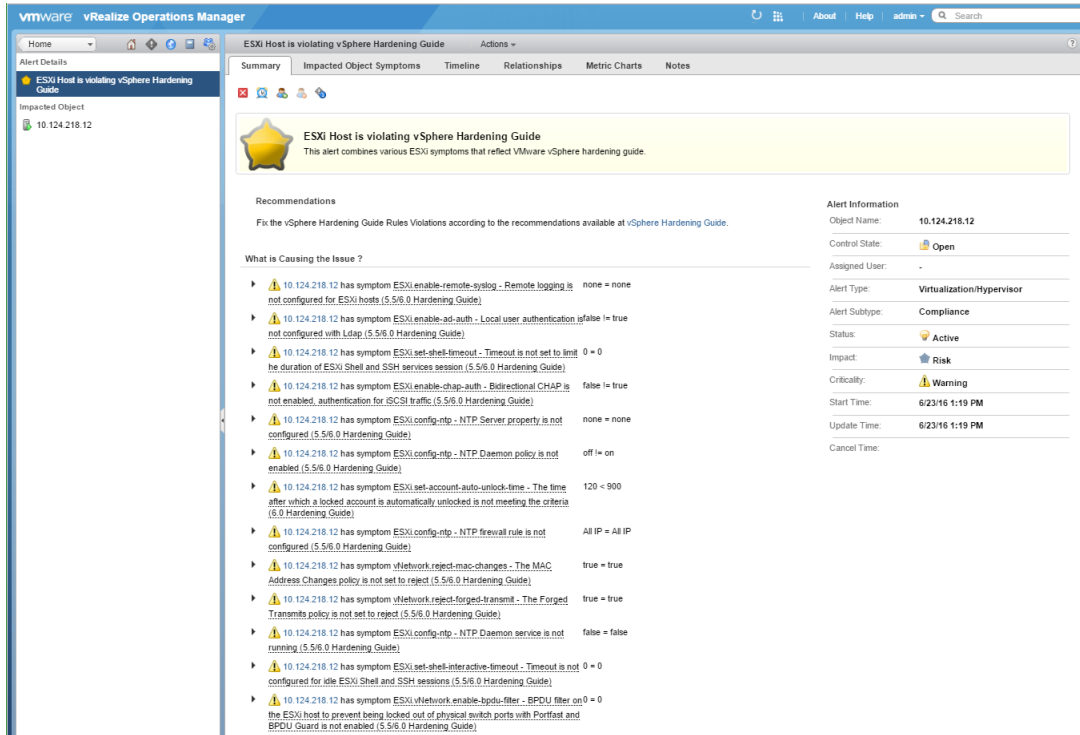 vmware vRealize Operations Manager
About Help admin Search
Home
ESXi Host is violating vSphere Hardening Guide Actions
Alert Details
ESXi Host is violating vSphere Hardening
Guide
Impacted Object
10.124.218.12
Summary Impacted Object Symptoms Timeline Relationships Metric Charts Notes
ESXi Host is violating vSphere Hardening Guide
This alert combines various ESXi symptoms that reflect VMware vSphere hardening guide.
Recommendations
Fix the vSphere Hardening Guide Rules Violations according to the recommendations available at vSphere Hardening Guide.
What is Causing the Issue ?
10.124.218.12 has symptom ESXi.enable-remote-syslog - Remote logging is none = none
not configured for ESXi hosts (5.5/6.0 Hardening Guide)
10.124.218.12 has symptom ESXi.enable-ad-auth - Local user authentication is false != true
not configured with Ldap (5.5/6.0 Hardening Guide)
10.124.218.12 has symptom ESXi.set-shell-timeout - Timeout is not set to limit 0 = 0
he duration of ESXi Shell and SSH services session (5.5/6.0 Hardening Guide)
10.124.218.12 has symptom ESXi.enable-chap-auth - Bidirectional CHAP is false != true
not enabled, authentication for iSCSI traffic (5.5/6.0 Hardening Guide)
10.124.218.12 has symptom ESXi.config-ntp - NTP Server property is not none = none
configured (5.5/6.0 Hardening Guide)
10.124.218.12 has symptom ESXi.config-ntp - NTP Daemon policy is not off != on
enabled (5.5/6.0 Hardening Guide)
10.124.218.12 has symptom ESXi.set-account-auto-unlock-time - The time 120 < 900
after which a locked account is automatically unlocked is not meeting the criteria
(6.0 Hardening Guide)
10.124.218.12 has symptom ESXi.config-ntp - NTP firewall rule is not All IP = All IP
configured (5.5/6.0 Hardening Guide)
10.124.218.12 has symptom vNetwork.reject-mac-changes - The MAC true = true
Address Changes policy is not set to reject (5.5/6.0 Hardening Guide)
10.124.218.12 has symptom vNetwork.reject-forged-transmit - The Forged true = true
Transmits policy is not set to reject (5.5/6.0 Hardening Guide)
10.124.218.12 has symptom ESXi.config-ntp - NTP Daemon service is not false = false
running (5.5/6.0 Hardening Guide)
10.124.218.12 has symptom ESXi.set-shell-interactive-timeout - Timeout is not 0 = 0
configured for idle ESXi Shell and SSH sessions (5.5/6.0 Hardening Guide)
10.124.218.12 has symptom ESXi.vNetwork.enable-bpdu-filter - BPDU filter on 0 = 0
the ESXi host to prevent being locked out of physical switch ports with Portfast and
BPDU Guard is not enabled (5.5/6.0 Hardening Guide)
Alert Information
Object Name: 10.124.218.12
Control State: Open
Assigned User: -
Alert Type: Virtualization/Hypervisor
Alert Subtype: Compliance
Status: Active
Impact: Risk
Criticality: Warning
Start Time: 6/23/16 1:19 PM
Update Time: 6/23/16 1:19 PM
Cancel Time: